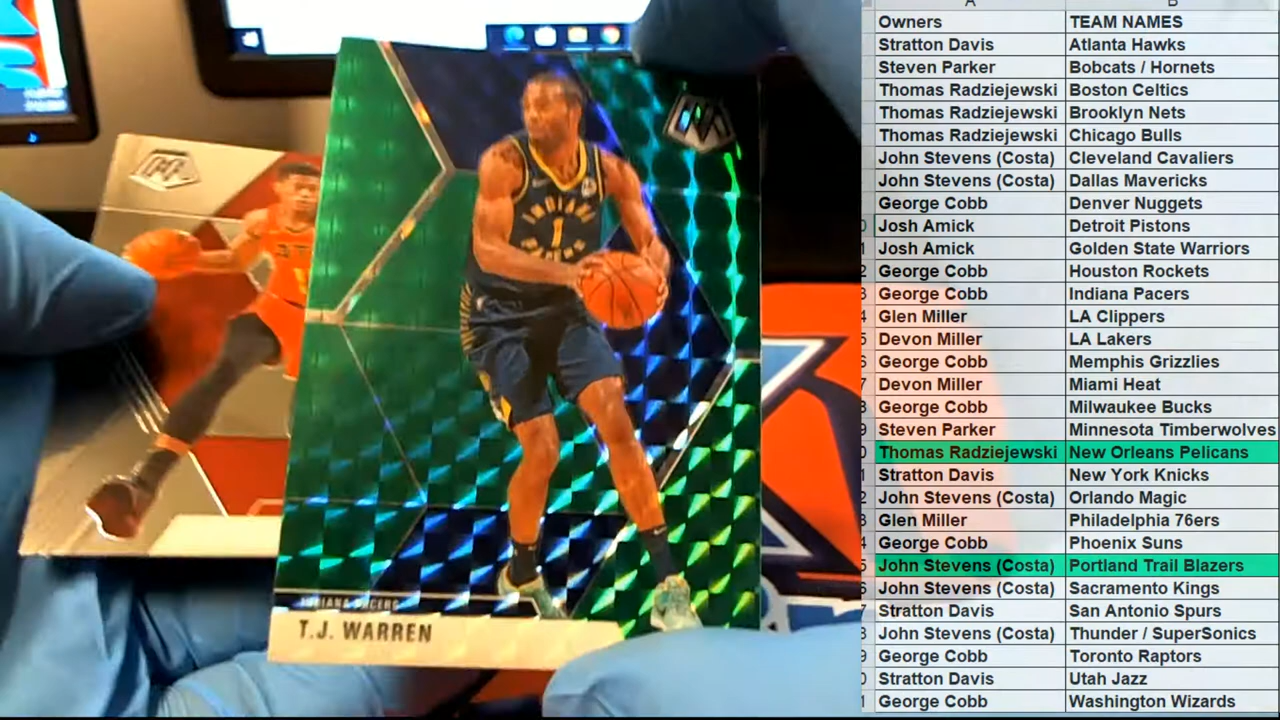 A B
Owners TEAM NAMES
Stratton Davis Atlanta Hawks
Steven Parker Bobcats / Hornets
Thomas Radziejewski Boston Celtics
Thomas Radziejewski Brooklyn Nets
Thomas Radziejewski Chicago Bulls
John Stevens (Costa) Cleveland Cavaliers
John Stevens (Costa) Dallas Mavericks
George Cobb Denver Nuggets
Josh Amick Detroit Pistons
Josh Amick Golden State Warriors
George Cobb Houston Rockets
George Cobb Indiana Pacers
Glen Miller LA Clippers
Devon Miller LA Lakers
George Cobb Memphis Grizzlies
Devon Miller Miami Heat
George Cobb Milwaukee Bucks
Steven Parker Minnesota Timberwolves
Thomas Radziejewski New Orleans Pelicans
Stratton Davis New York Knicks
John Stevens (Costa) Orlando Magic
Glen Miller Philadelphia 76ers
George Cobb Phoenix Suns
John Stevens (Costa) Portland Trail Blazers
John Stevens (Costa) Sacramento Kings
Stratton Davis San Antonio Spurs
John Stevens (Costa) Thunder / SuperSonics
George Cobb Toronto Raptors
Stratton Davis Utah Jazz
George Cobb Washington Wizards
INDIANA
1
INDIANA PACERS
T.J. WARREN